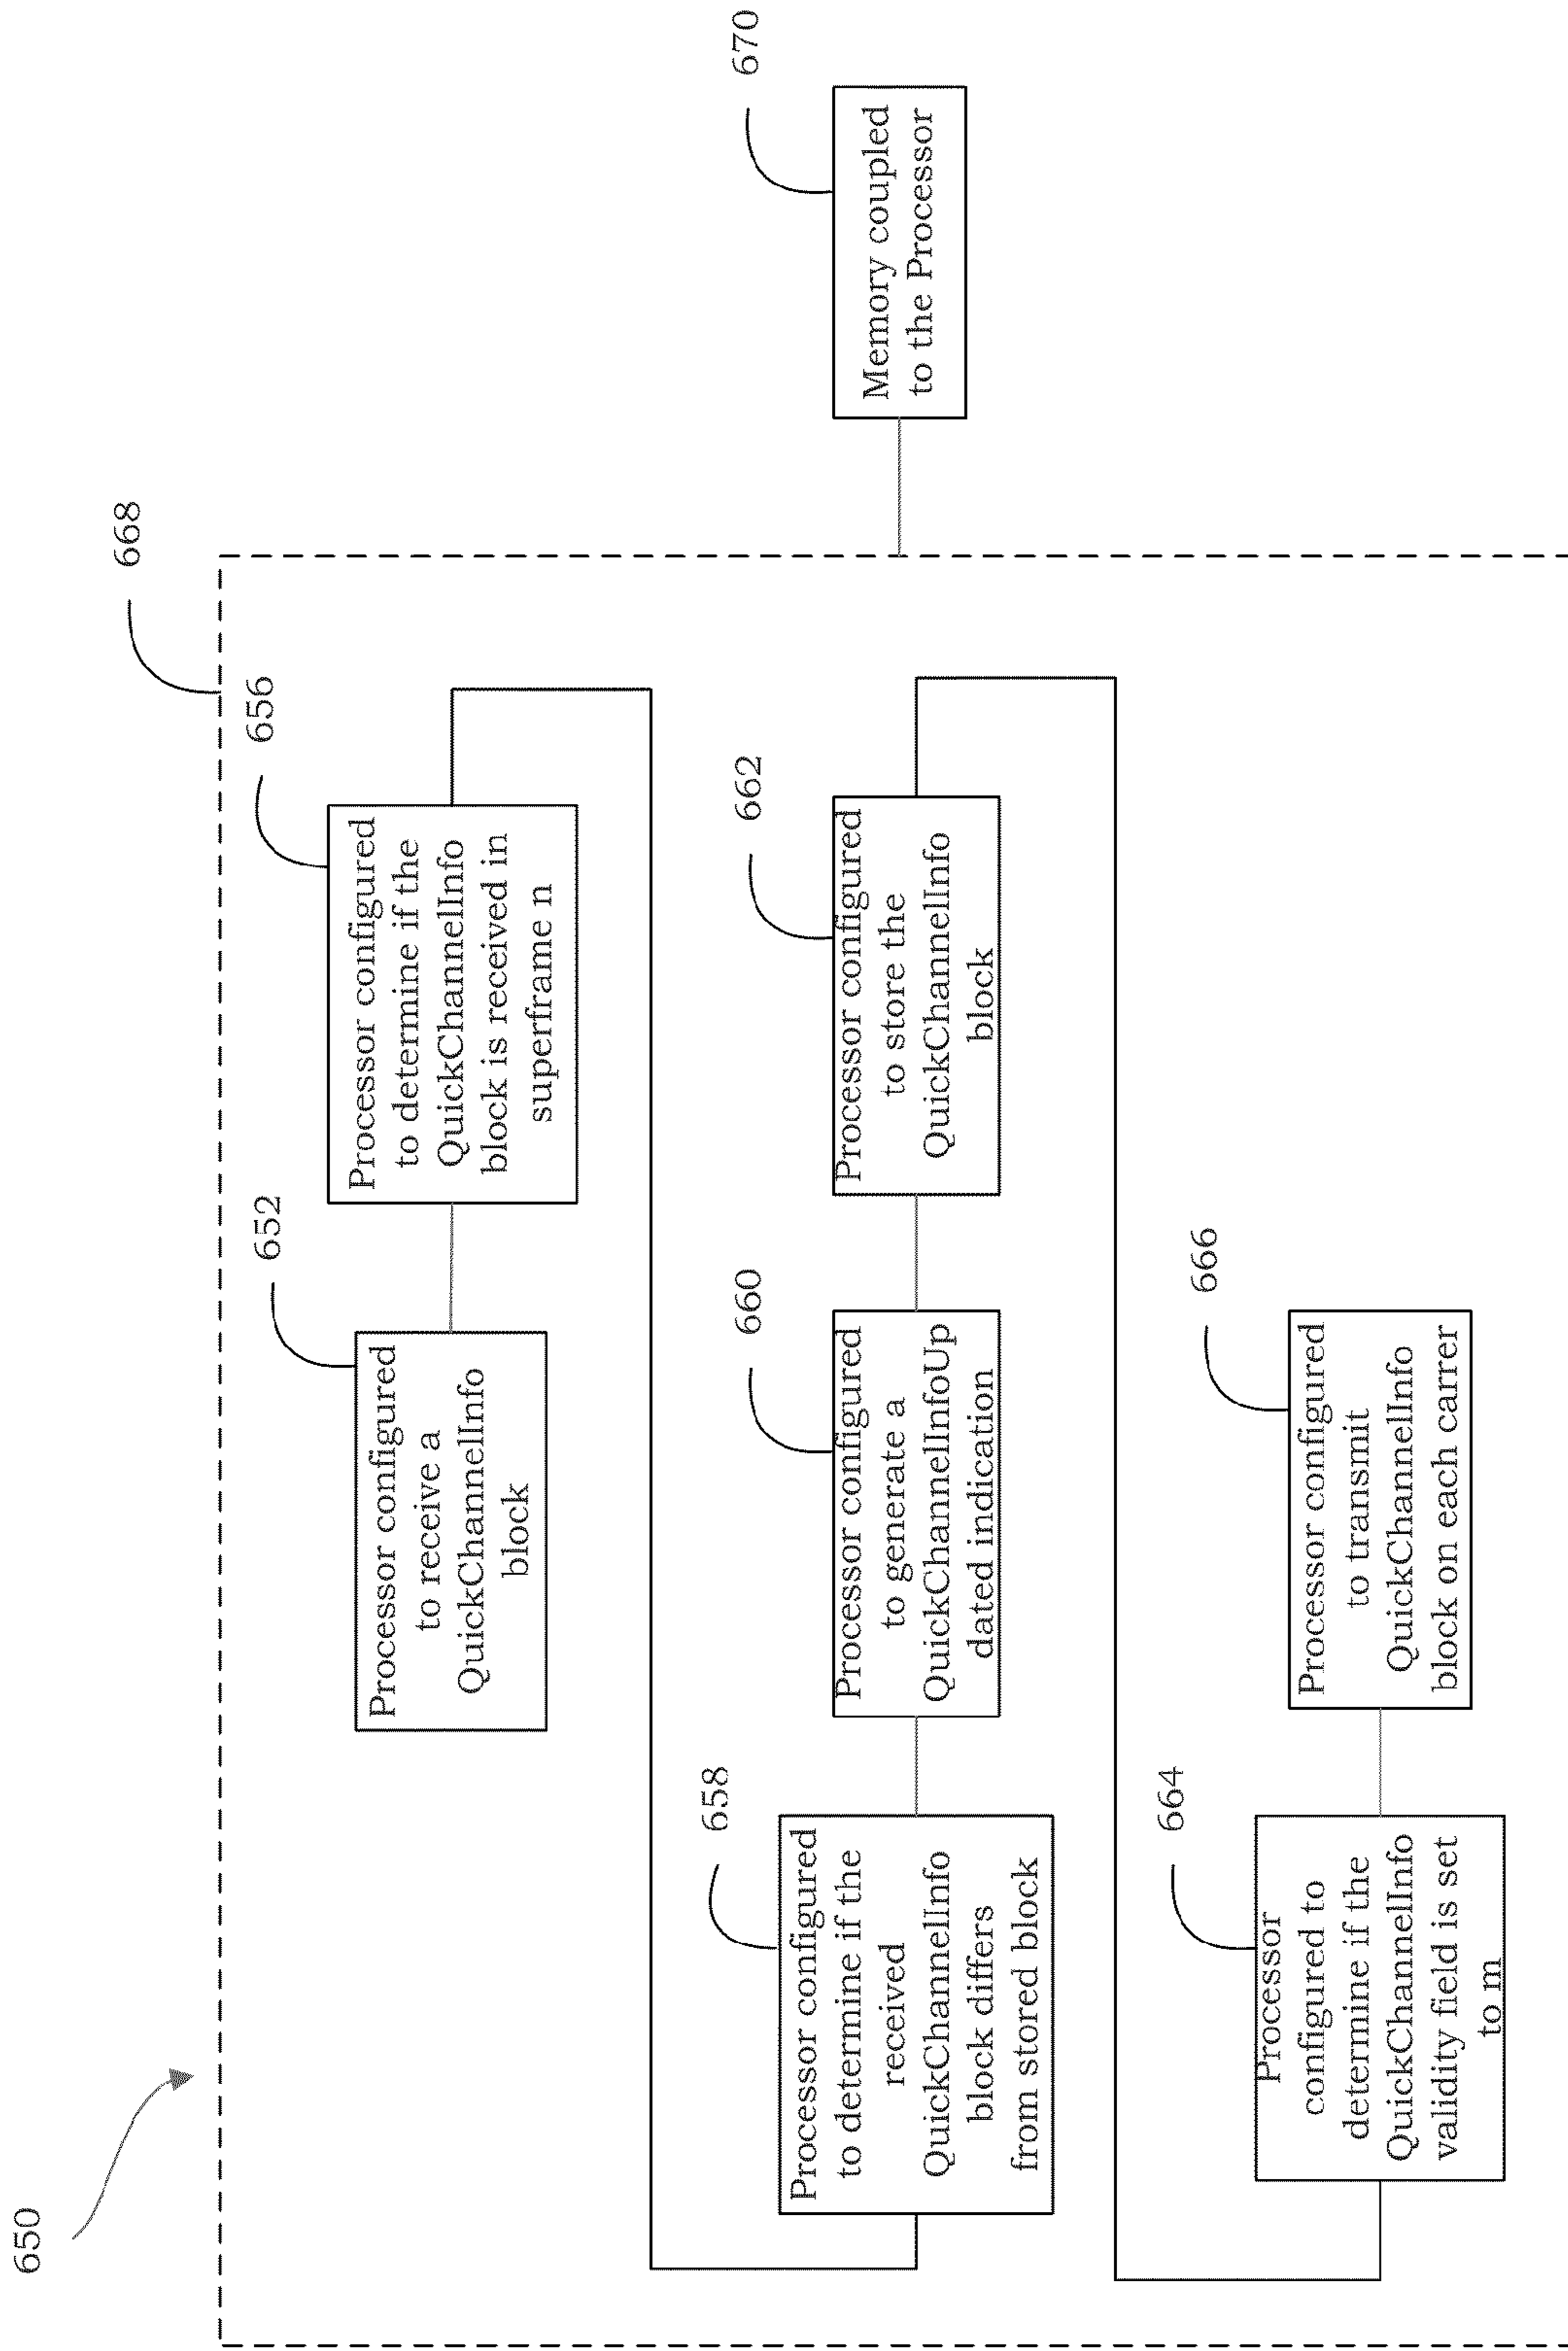 650
668
652
Processor configured
to receive a
QuickChannelInfo
block
656
Processor configured
to determine if the
QuickChannelInfo
block is received in
superframe n
658
Processor configured
to determine if the
received
QuickChannelInfo
block differs
from stored block
660
Processor configured
to generate a
QuickChannelInfoUp
dated indication
662
Processor configured
to store the
QuickChannelInfo
block
670
Memory coupled
to the Processor
664
Processor
configured to
determine if the
QuickChannelInfo
validity field is set
to m
666
Processor configured
to transmit
QuickChannelInfo
block on each carrer